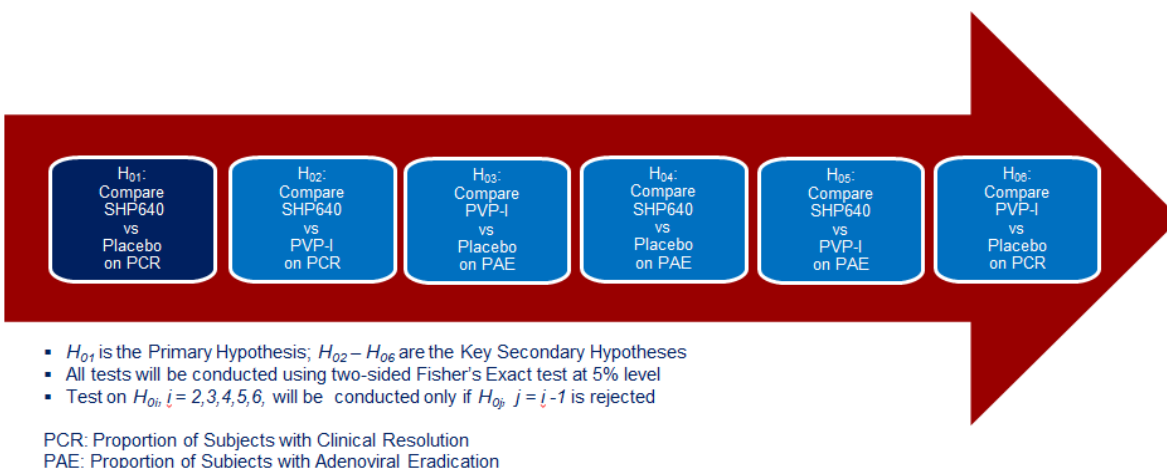 H01:
Compare
SHP640
vs
Placebo
on PCR
H02:
Compare
SHP640
vs
PVP-I
on PCR
H03:
Compare
PVP-I
vs
Placebo
on PAE
H04:
Compare
SHP640
vs
Placebo
on PAE
H05:
Compare
SHP640
vs
PVP-I
on PAE
H06:
Compare
PVP-I
vs
Placebo
on PCR
▪ H01 is the Primary Hypothesis; H02 – H06 are the Key Secondary Hypotheses
▪ All tests will be conducted using two-sided Fisher's Exact test at 5% level
▪ Test on H0i, i = 2,3,4,5,6, will be conducted only if H0j, j = i -1 is rejected
PCR: Proportion of Subjects with Clinical Resolution
PAE: Proportion of Subjects with Adenoviral Eradication